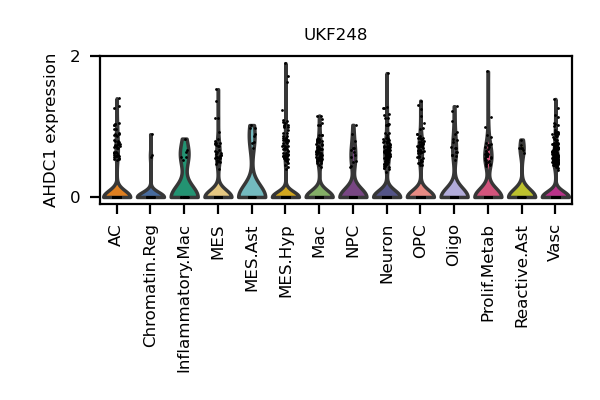 UKF248
AHDC1 expression
2
0
AC
Chromatin.Reg
Inflammatory.Mac
MES
MES.Ast
MES.Hyp
Mac
NPC
Neuron
OPC
Oligo
Prolif.Metab
Reactive.Ast
Vasc